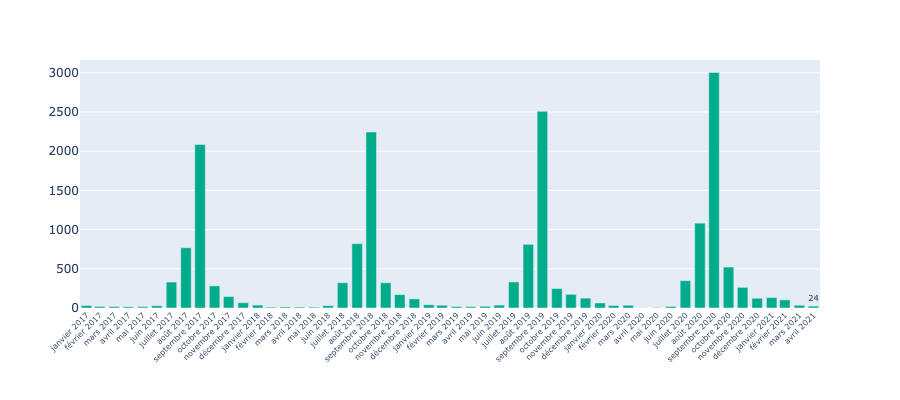 3000
2500
2000
1500
1000
500
0
24
janvier 2017
février 2017
mars 2017
avril 2017
mai 2017
juin 2017
juillet 2017
août 2017
septembre 2017
octobre 2017
novembre 2017
décembre 2017
janvier 2018
février 2018
mars 2018
avril 2018
mai 2018
juin 2018
juillet 2018
août 2018
septembre 2018
octobre 2018
novembre 2018
décembre 2018
janvier 2019
février 2019
mars 2019
avril 2019
mai 2019
juin 2019
juillet 2019
août 2019
septembre 2019
octobre 2019
novembre 2019
décembre 2019
janvier 2020
février 2020
mars 2020
avril 2020
mai 2020
juin 2020
juillet 2020
août 2020
septembre 2020
octobre 2020
novembre 2020
décembre 2020
janvier 2021
février 2021
mars 2021
avril 2021